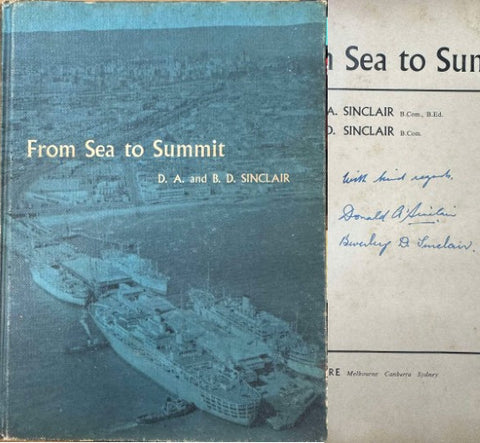 From Sea to Summit
D. A. and B. D. SINCLAIR
Sea to Sum
A. SINCLAIR B.Com., B.Ed.
D. SINCLAIR B.Com.
With kind regards,
Donald A Sinclair
Beverley D. Sinclair.
RE Melbourne Canberra Sydney